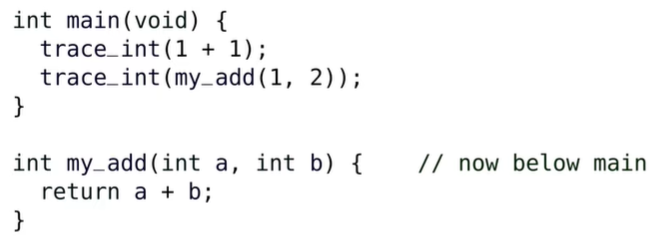 int main(void) {
  trace_int(1 + 1);
  trace_int(my_add(1, 2));
}

int my_add(int a, int b) {    // now below main
  return a + b;
}